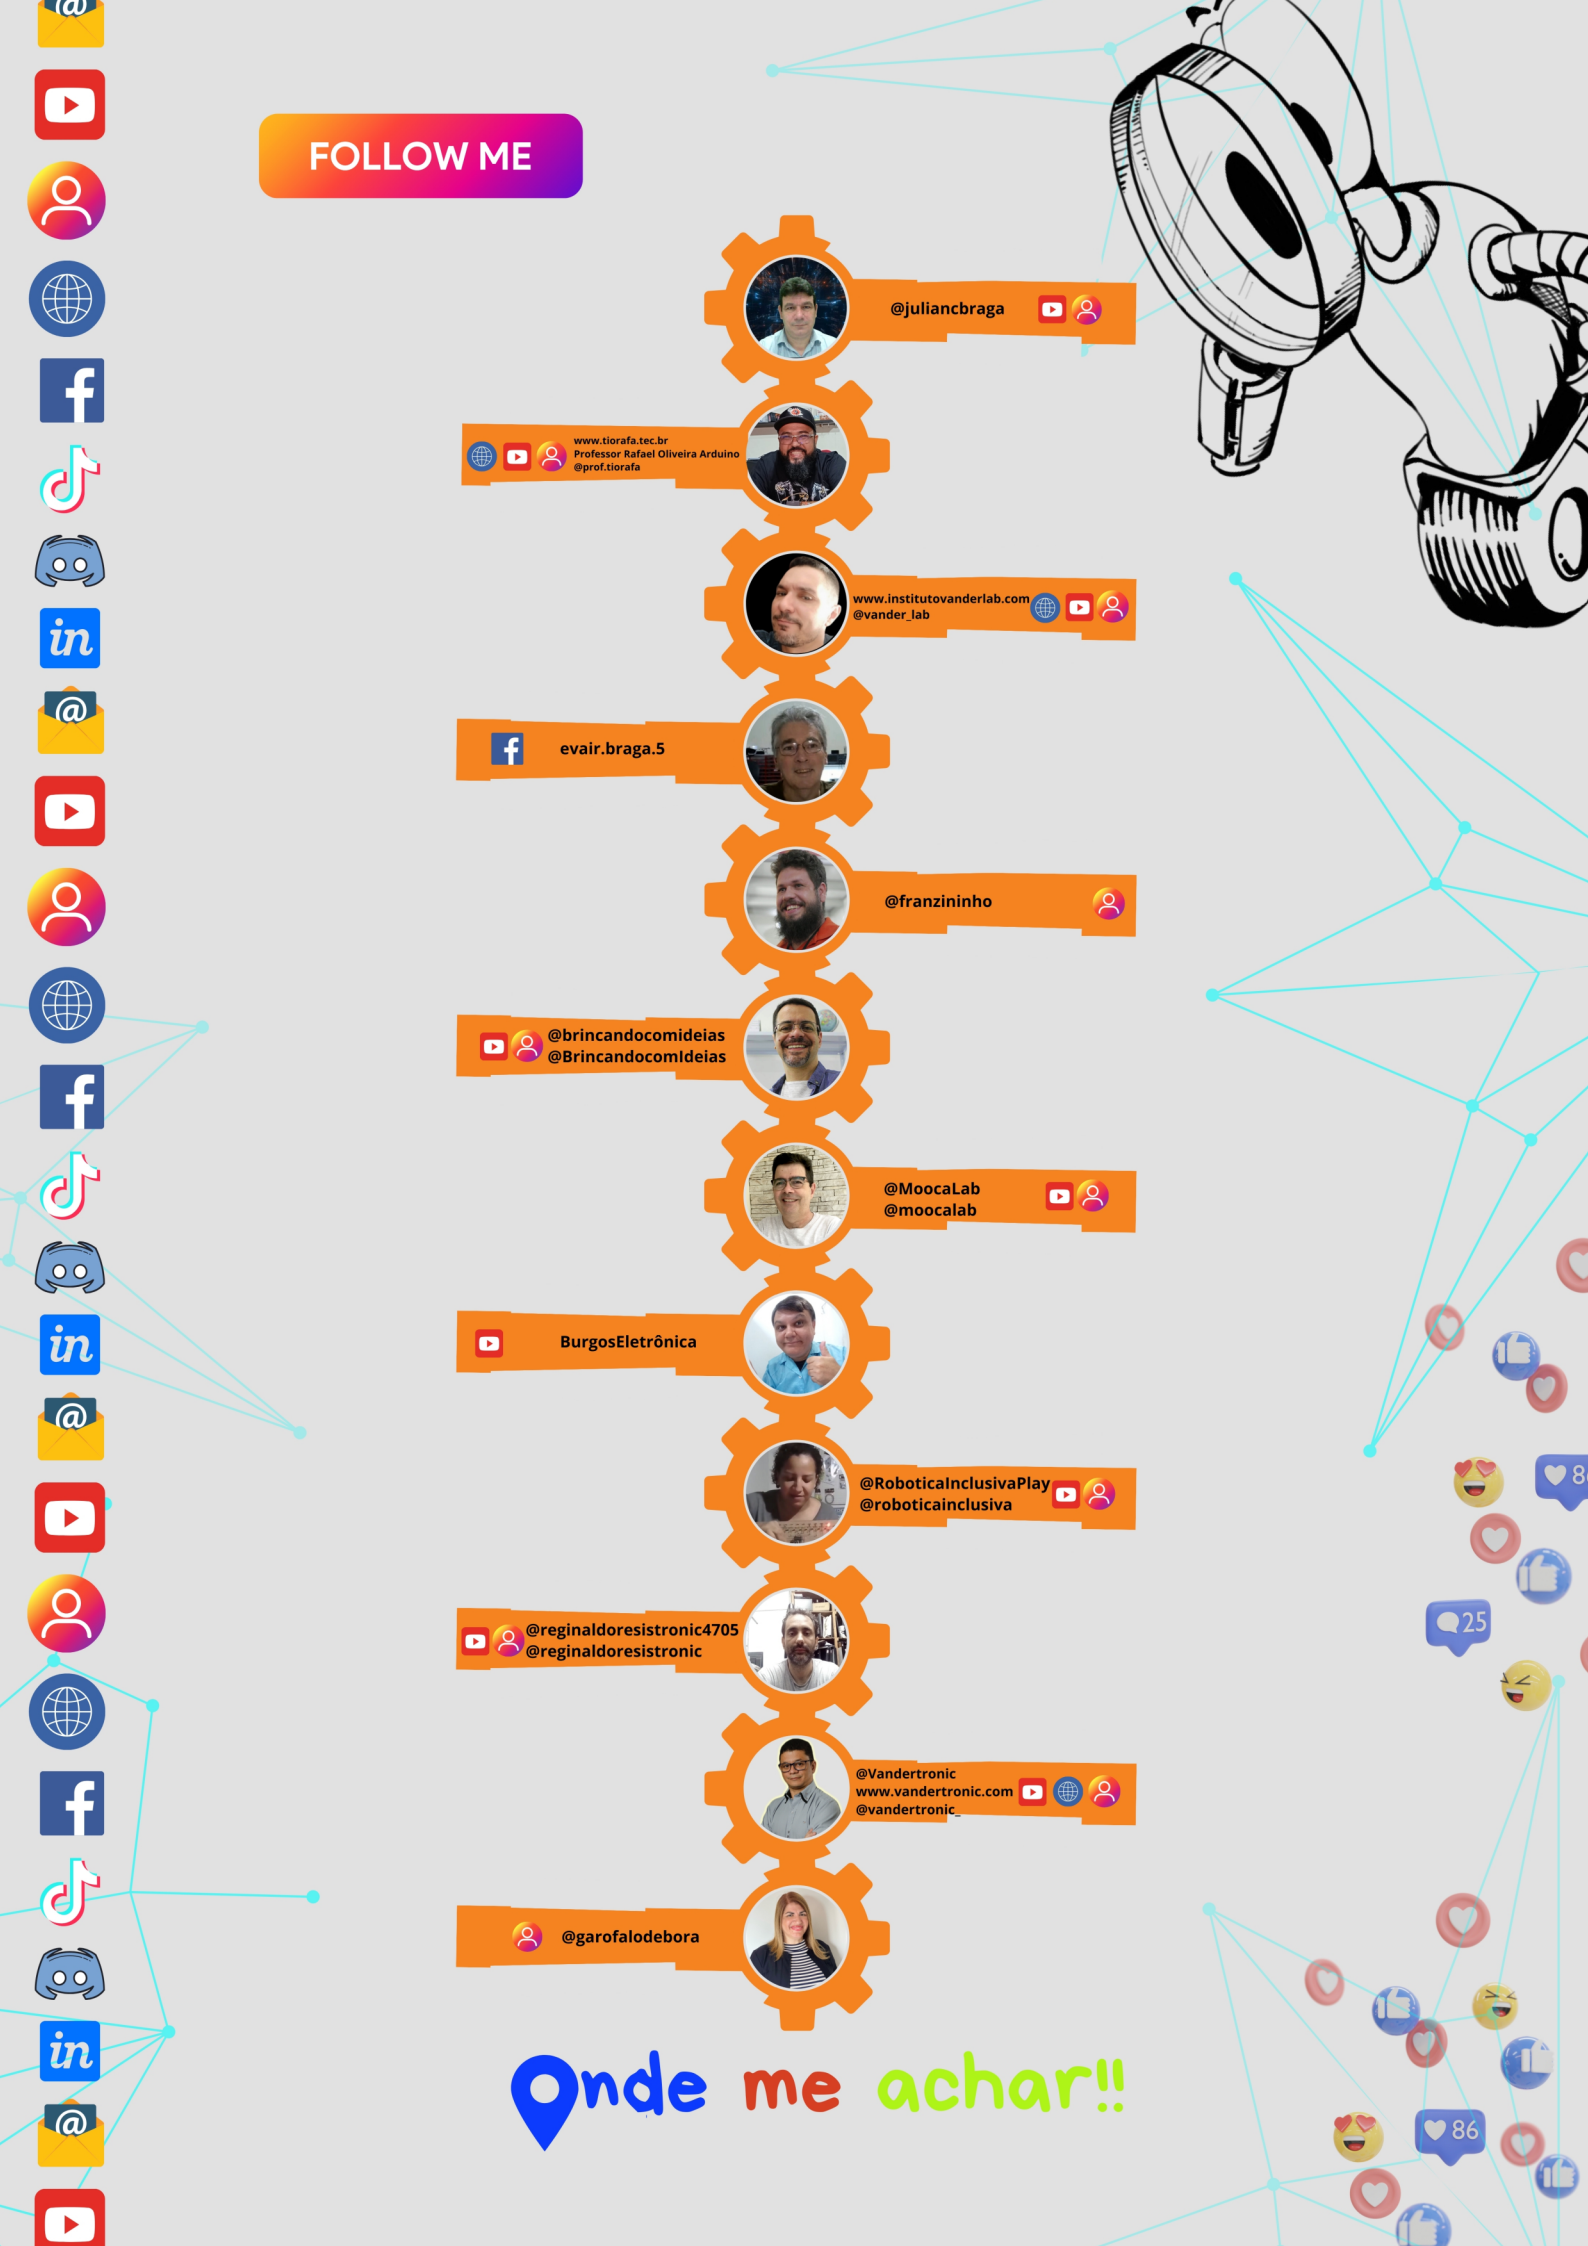 FOLLOW ME
@juliancbraga
www.tiorafa.tec.br
Professor Rafael Oliveira Arduino
@prof.tiorafa
www.institutovanderlab.com
@vander_lab
evair.braga.5
@franzininho
@brincandocomideias
@BrincandocomIdeias
@MoocaLab
@moocalab
BurgosEletrônica
@RoboticaInclusivaPlay
@roboticainclusiva
@reginaldoresistronic4705
@reginaldoresistronic
@Vandertronic
www.vandertronic.com
@vandertronic_
@garofalodebora
Onde me achar!!
25
86